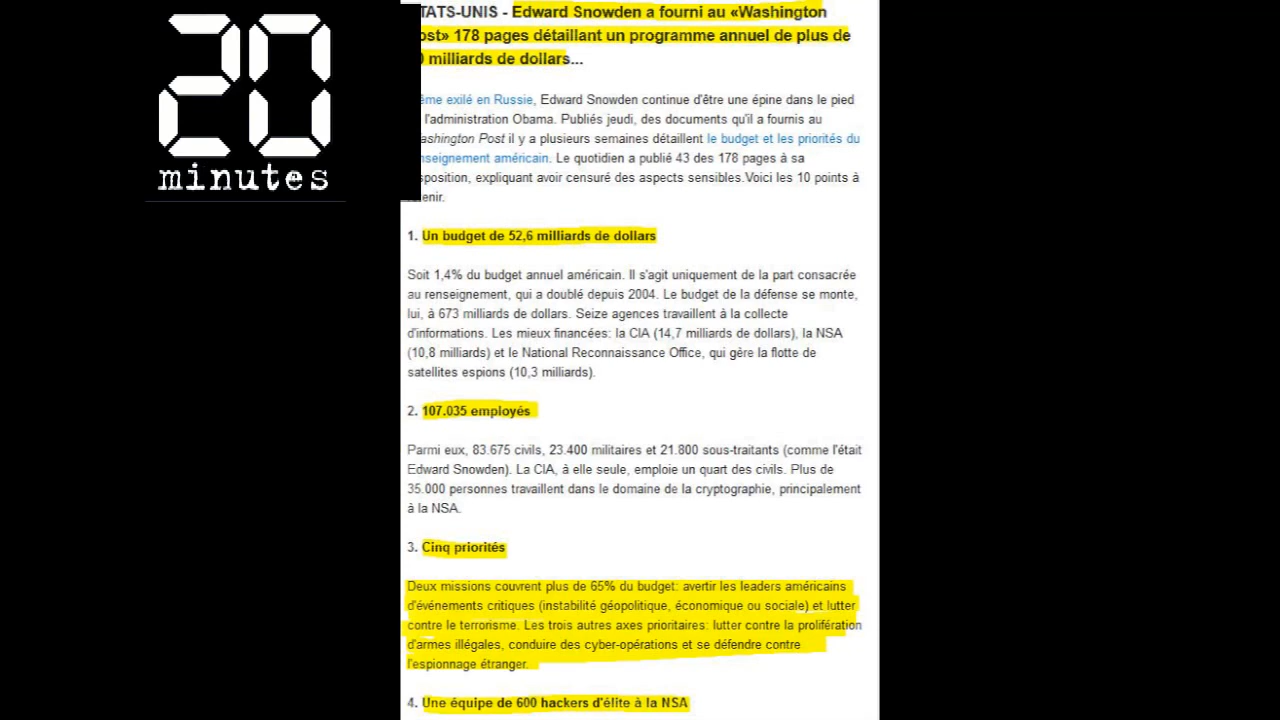 20
minutes
TATS-UNIS - Edward Snowden a fourni au «Washington
ost» 178 pages détaillant un programme annuel de plus de
0 milliards de dollars...
ême exilé en Russie, Edward Snowden continue d'être une épine dans le pied
l'administration Obama. Publiés jeudi, des documents qu'il a fournis au
ashington Post il y a plusieurs semaines détaillent le budget et les priorités du
nseignement américain. Le quotidien a publié 43 des 178 pages à sa
sposition, expliquant avoir censuré des aspects sensibles.Voici les 10 points à
enir.
1. Un budget de 52,6 milliards de dollars
Soit 1,4% du budget annuel américain. Il s'agit uniquement de la part consacrée
au renseignement, qui a doublé depuis 2004. Le budget de la défense se monte,
lui, à 673 milliards de dollars. Seize agences travaillent à la collecte
d'informations. Les mieux financées: la CIA (14,7 milliards de dollars), la NSA
(10,8 milliards) et le National Reconnaissance Office, qui gère la flotte de
satellites espions (10,3 milliards).
2. 107.035 employés
Parmi eux, 83.675 civils, 23.400 militaires et 21.800 sous-traitants (comme l'était
Edward Snowden). La CIA, à elle seule, emploie un quart des civils. Plus de
35.000 personnes travaillent dans le domaine de la cryptographie, principalement
à la NSA.
3. Cinq priorités
Deux missions couvrent plus de 65% du budget: avertir les leaders américains
d'événements critiques (instabilité géopolitique, économique ou sociale) et lutter
contre le terrorisme. Les trois autres axes prioritaires: lutter contre la prolifération
d'armes illégales, conduire des cyber-opérations et se défendre contre
l'espionnage étranger.
4. Une équipe de 600 hackers d'élite à la NSA